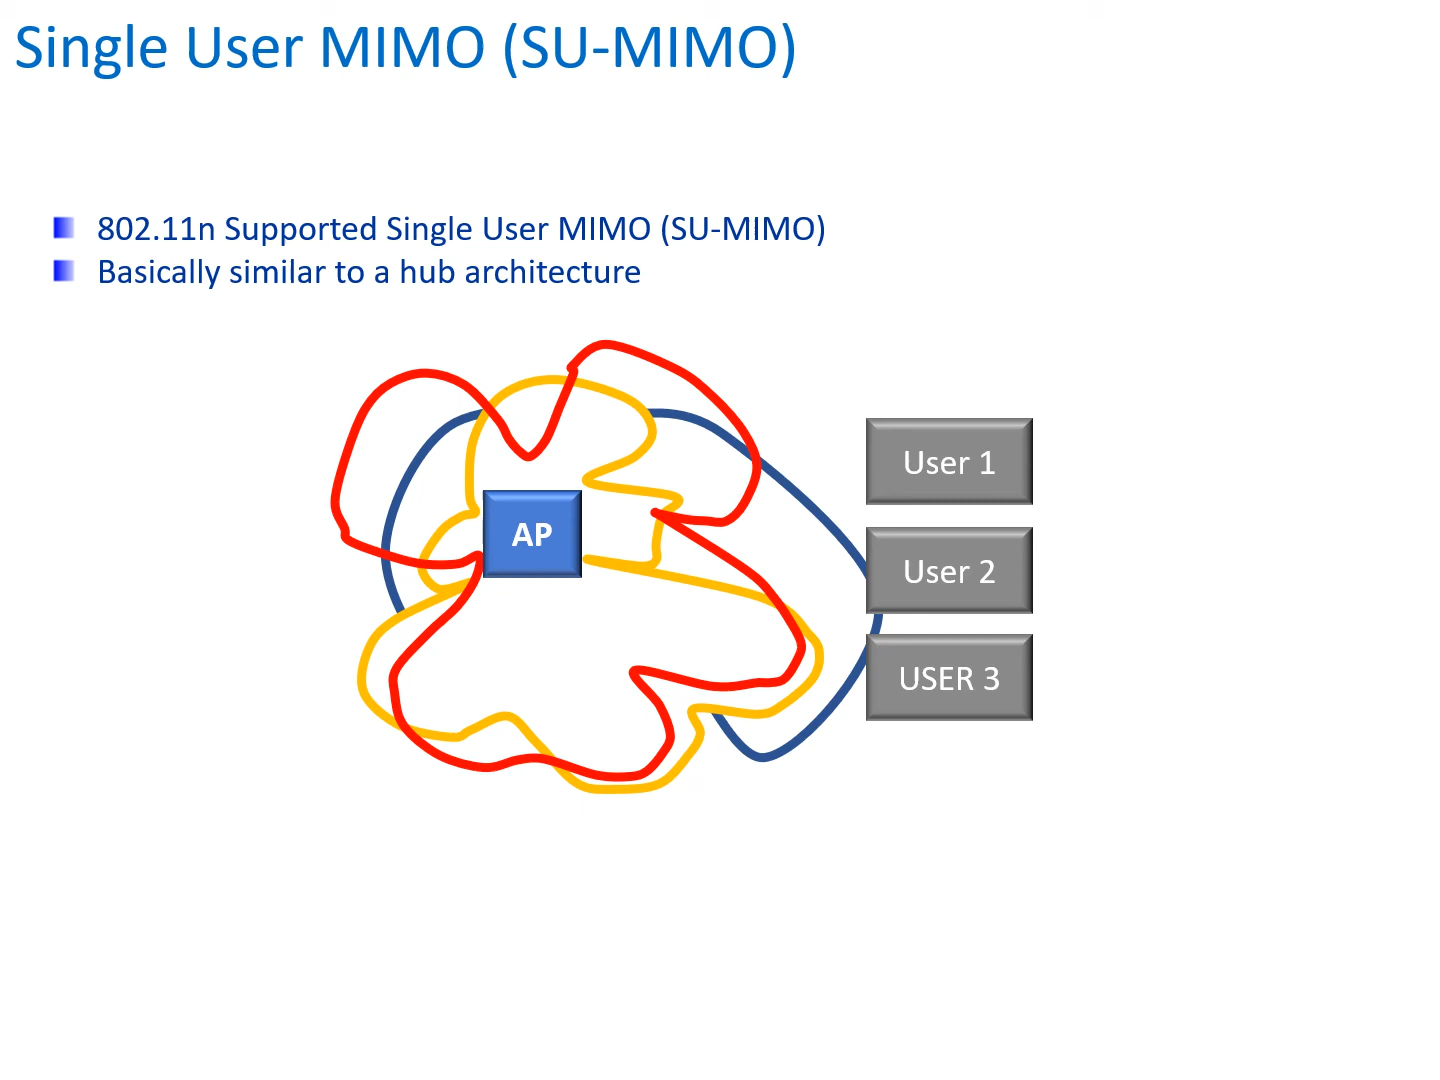 Single User MIMO (SU-MIMO)
802.11n Supported Single User MIMO (SU-MIMO)
Basically similar to a hub architecture
User 1
AP
User 2
USER 3